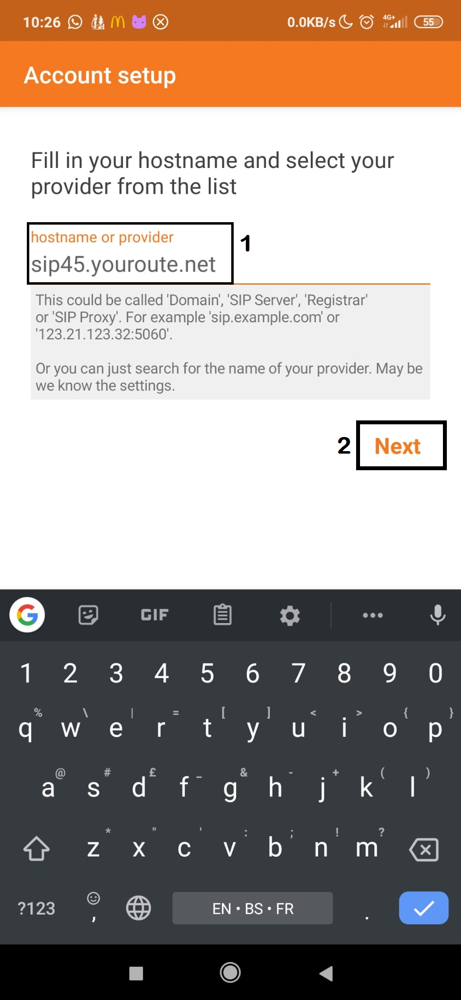 10:26 0.0KB/s 4G+ 55
Account setup
Fill in your hostname and select your
provider from the list
hostname or provider
1
sip45.youroute.net
This could be called 'Domain', 'SIP Server', 'Registrar'
or 'SIP Proxy'. For example 'sip.example.com' or
'123.21.123.32:5060'.
Or you can just search for the name of your provider. May be
we know the settings.
2 Next
G GIF
1 2 3 4 5 6 7 8 9 0
% \ | = [ ] < > { }
q w e r t y u i o p
@ # £ _ & - + ( )
a s d f g h j k l
* " ' : ; ! ?
z x c v b n m
?123 , EN • BS • FR .